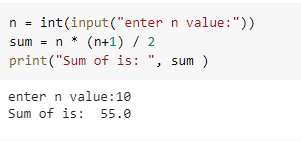 n = int(input("enter n value:"))
sum = n * (n+1) / 2
print("Sum of is: ", sum )
enter n value:10
Sum of is:  55.0